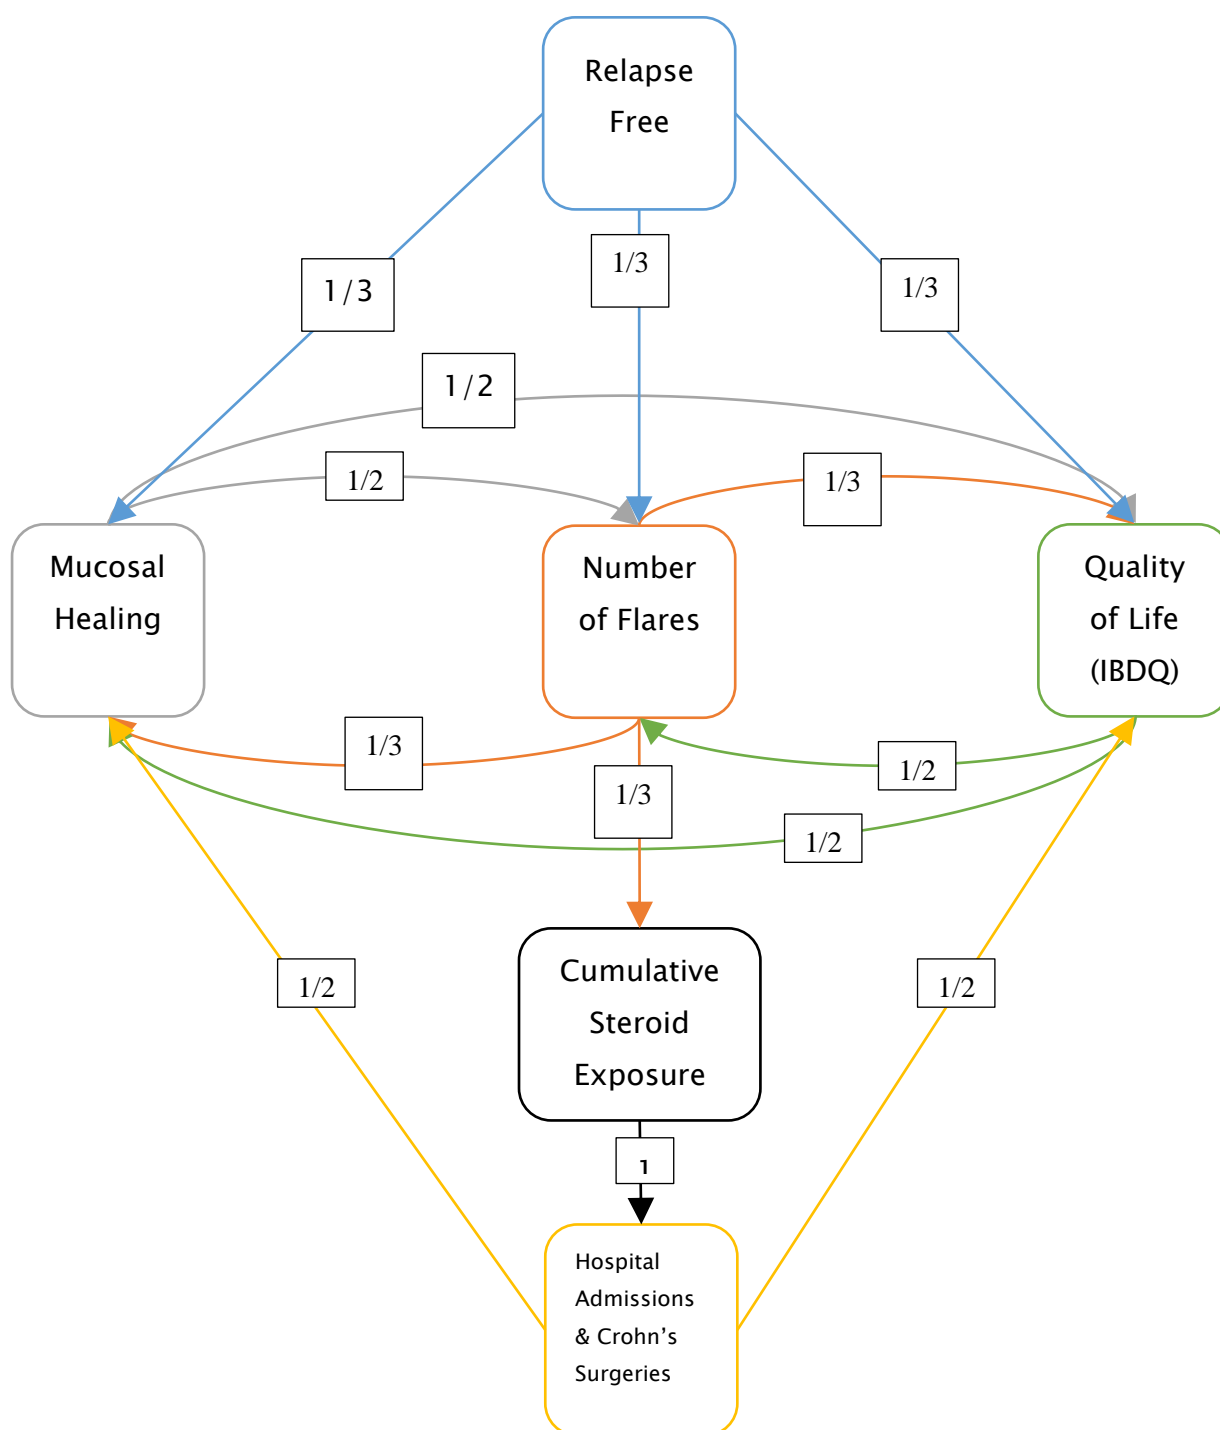 Relapse
Free
1/3
1/3
1/3
1/2
1/2
1/3
Mucosal
Healing
Number
of Flares
Quality
of Life
(IBDQ)
1/3
1/2
1/3
1/2
Cumulative
Steroid
Exposure
1/2
1/2
1
Hospital
Admissions
& Crohn’s
Surgeries